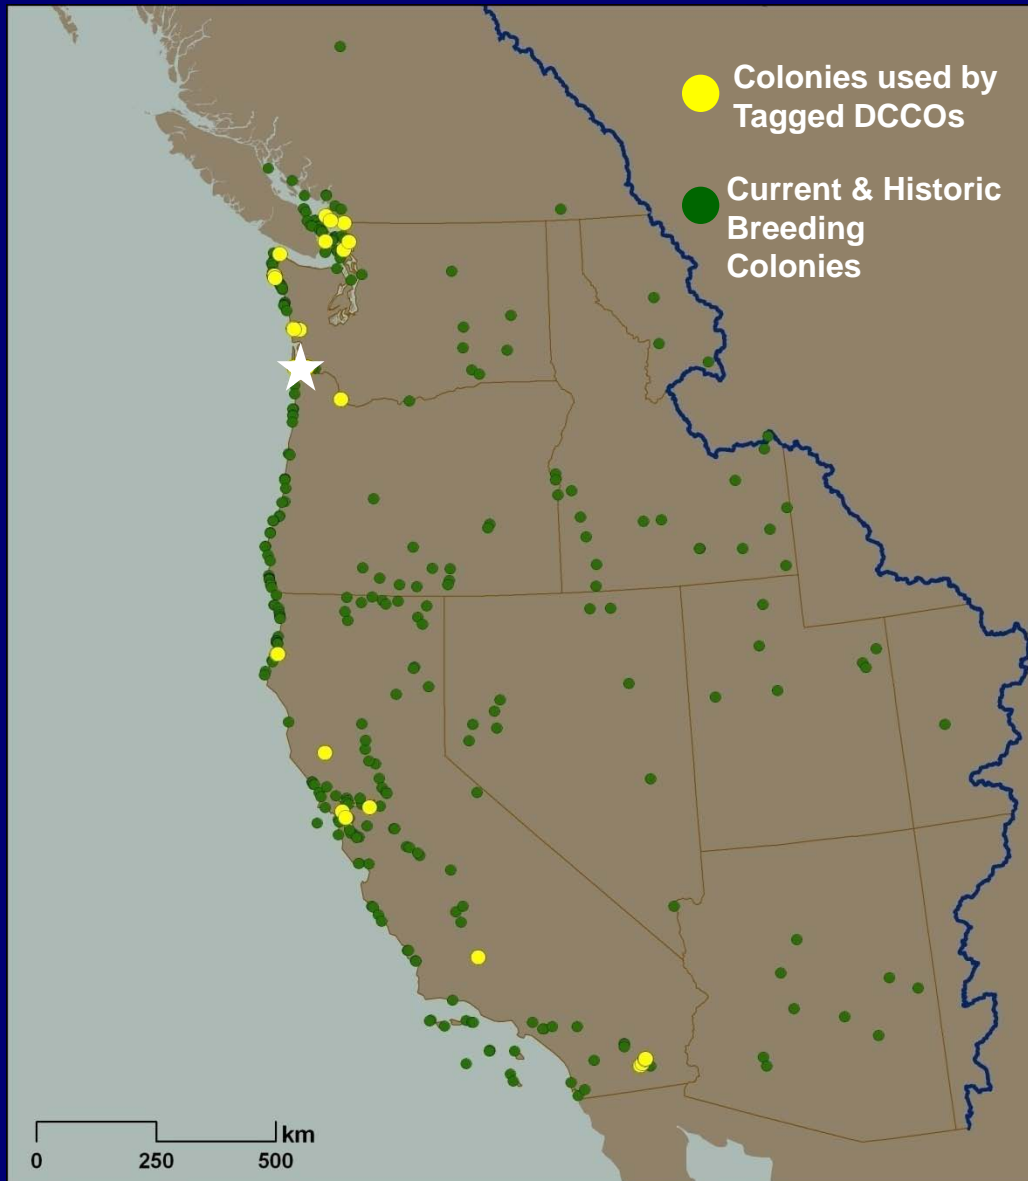 Colonies used by
Tagged DCCOs
Current & Historic
Breeding
Colonies
km
0 250 500